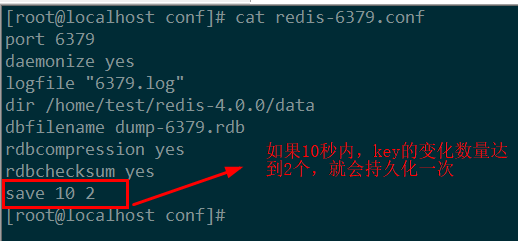 [root@localhost conf]# cat redis-6379.conf
port 6379
daemonize yes
logfile "6379.log"
dir /home/test/redis-4.0.0/data
dbfilename dump-6379.rdb
rdbcompression yes
rdbchecksum yes
save 10 2
[root@localhost conf]#
如果10秒内，key的变化数量达
到2个，就会持久化一次